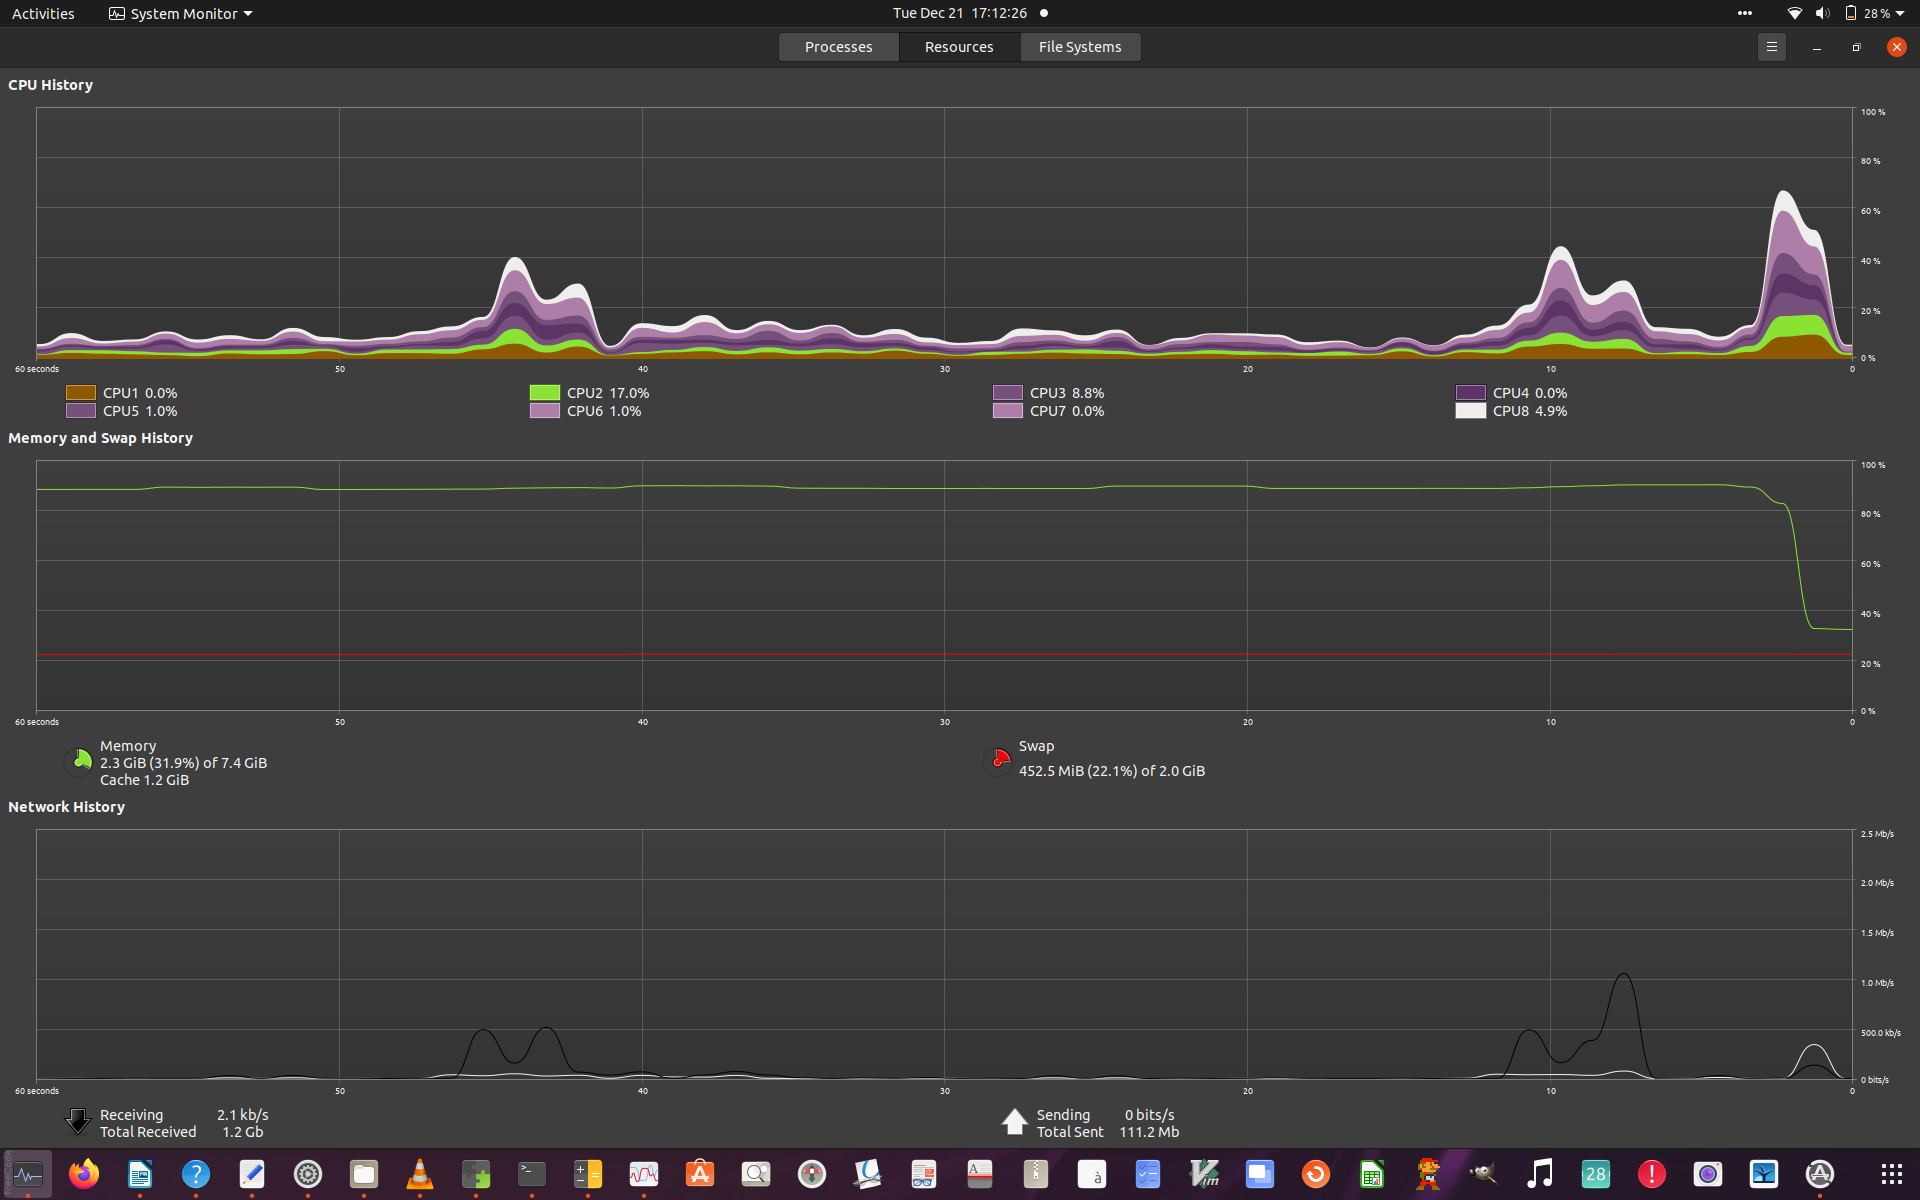 Activities System Monitor Tue Dec 21 17:12:26 28 %
Processes Resources File Systems
CPU History
100 %
80 %
60 %
40 %
20 %
0 %
60 seconds 50 40 30 20 10 0
CPU1 0.0% CPU2 17.0% CPU3 8.8% CPU4 0.0%
CPU5 1.0% CPU6 1.0% CPU7 0.0% CPU8 4.9%
Memory and Swap History
100 %
80 %
60 %
40 %
20 %
0 %
60 seconds 50 40 30 20 10 0
Memory
2.3 GiB (31.9%) of 7.4 GiB
Cache 1.2 GiB
Swap
452.5 MiB (22.1%) of 2.0 GiB
Network History
2.5 Mb/s
2.0 Mb/s
1.5 Mb/s
1.0 Mb/s
500.0 kb/s
0 bits/s
60 seconds 50 40 30 20 10 0
Receiving 2.1 kb/s
Total Received 1.2 Gb
Sending 0 bits/s
Total Sent 111.2 Mb
28